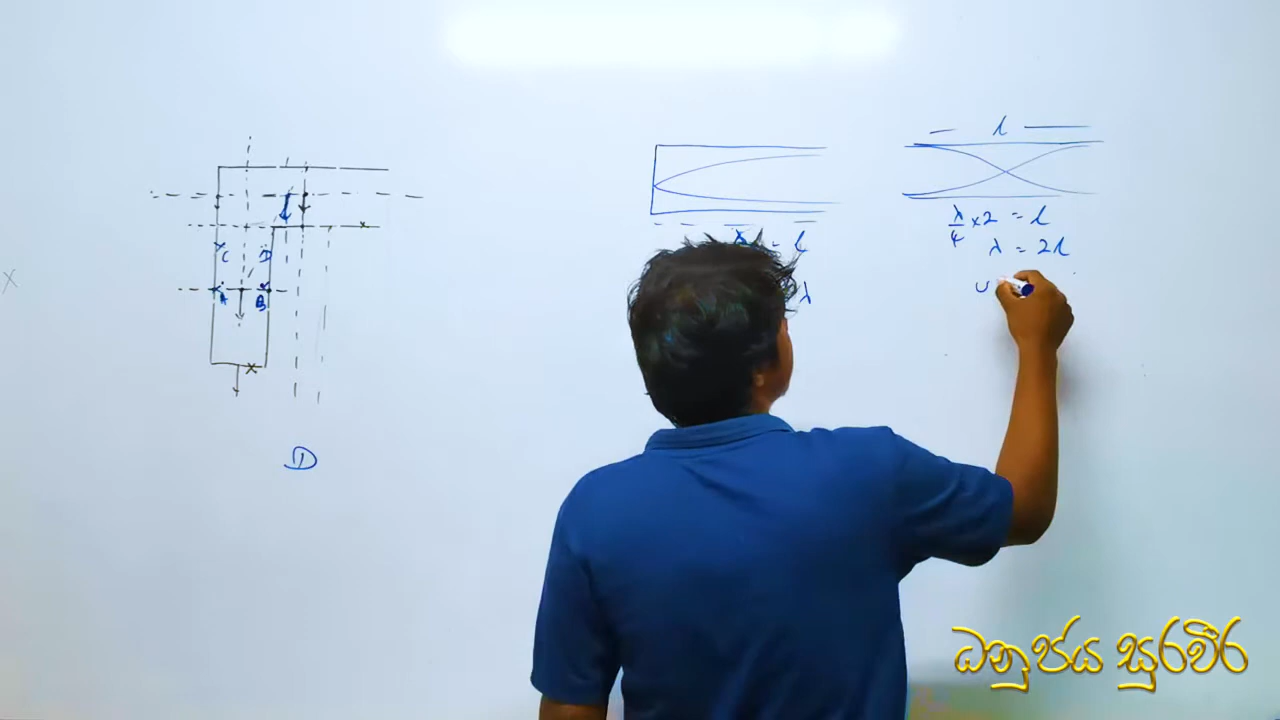 C D
A B
D
l
λ/4 × 2 = l
λ = 2l
= l
λ
ධනුජය සුරවීර